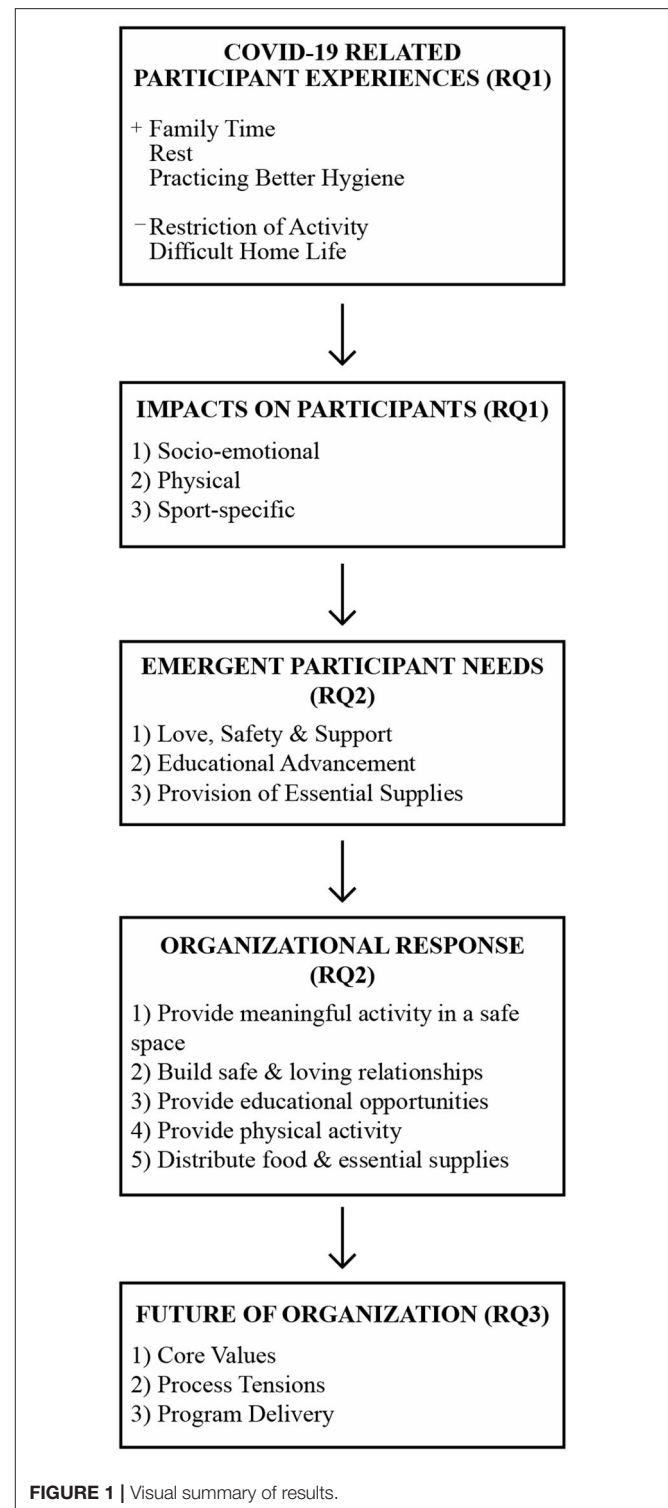 COVID-19 RELATED
PARTICIPANT EXPERIENCES (RQ1)
+ Family Time
Rest
Practicing Better Hygiene
− Restriction of Activity
Difficult Home Life
IMPACTS ON PARTICIPANTS (RQ1)
1) Socio-emotional
2) Physical
3) Sport-specific
EMERGENT PARTICIPANT NEEDS
(RQ2)
1) Love, Safety & Support
2) Educational Advancement
3) Provision of Essential Supplies
ORGANIZATIONAL RESPONSE
(RQ2)
1) Provide meaningful activity in a safe
space
2) Build safe & loving relationships
3) Provide educational opportunities
4) Provide physical activity
5) Distribute food & essential supplies
FUTURE OF ORGANIZATION (RQ3)
1) Core Values
2) Process Tensions
3) Program Delivery
FIGURE 1 | Visual summary of results.